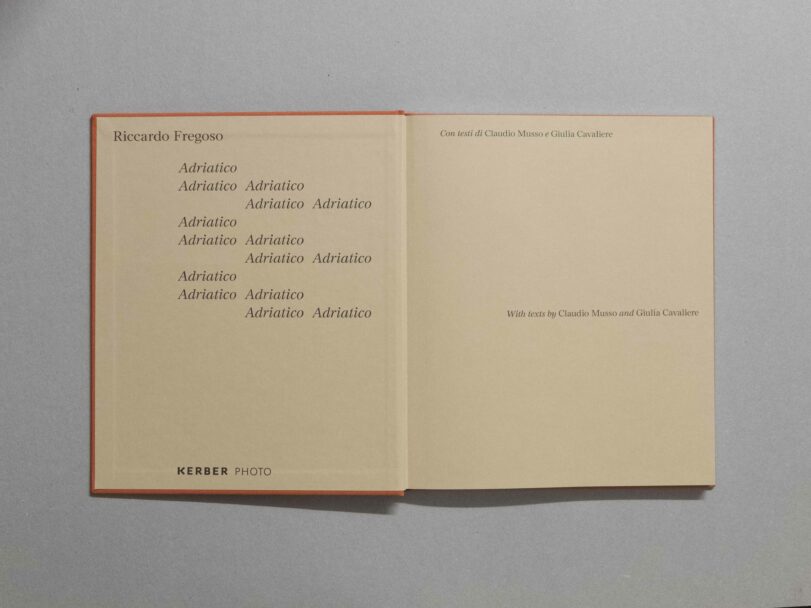 Riccardo Fregoso
Adriatico
Adriatico Adriatico
Adriatico Adriatico
Adriatico
Adriatico Adriatico
Adriatico Adriatico
Adriatico
Adriatico Adriatico
Adriatico Adriatico
KERBER PHOTO
Con testi di Claudio Musso e Giulia Cavaliere
With texts by Claudio Musso and Giulia Cavaliere